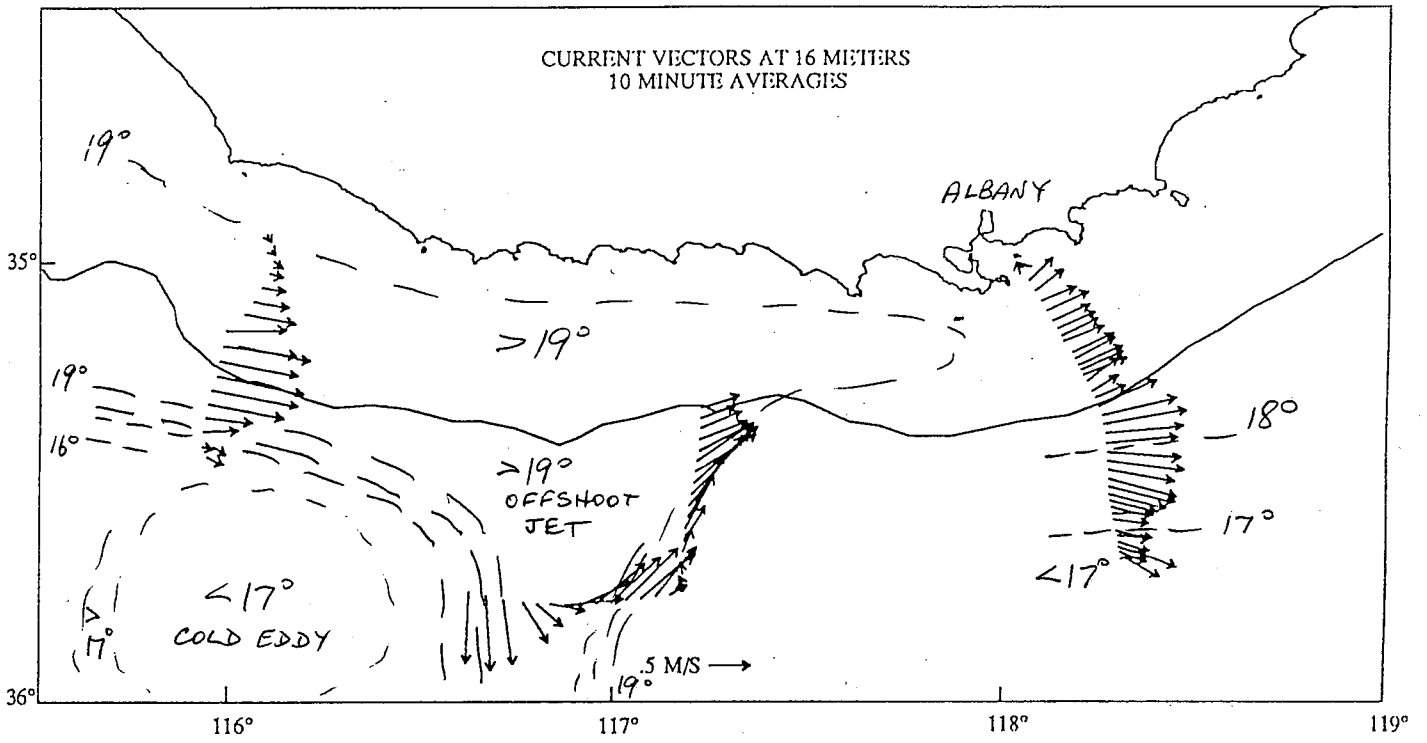 CURRENT VECTORS AT 16 METERS
10 MINUTE AVERAGES
19°
ALBANY
35°
>19°
19°
18°
16°
>19°
OFFSHOOT
JET
17°
<17°
<17°
COLD EDDY
>17°
.5 M/S
19°
36°
116°
117°
118°
119°